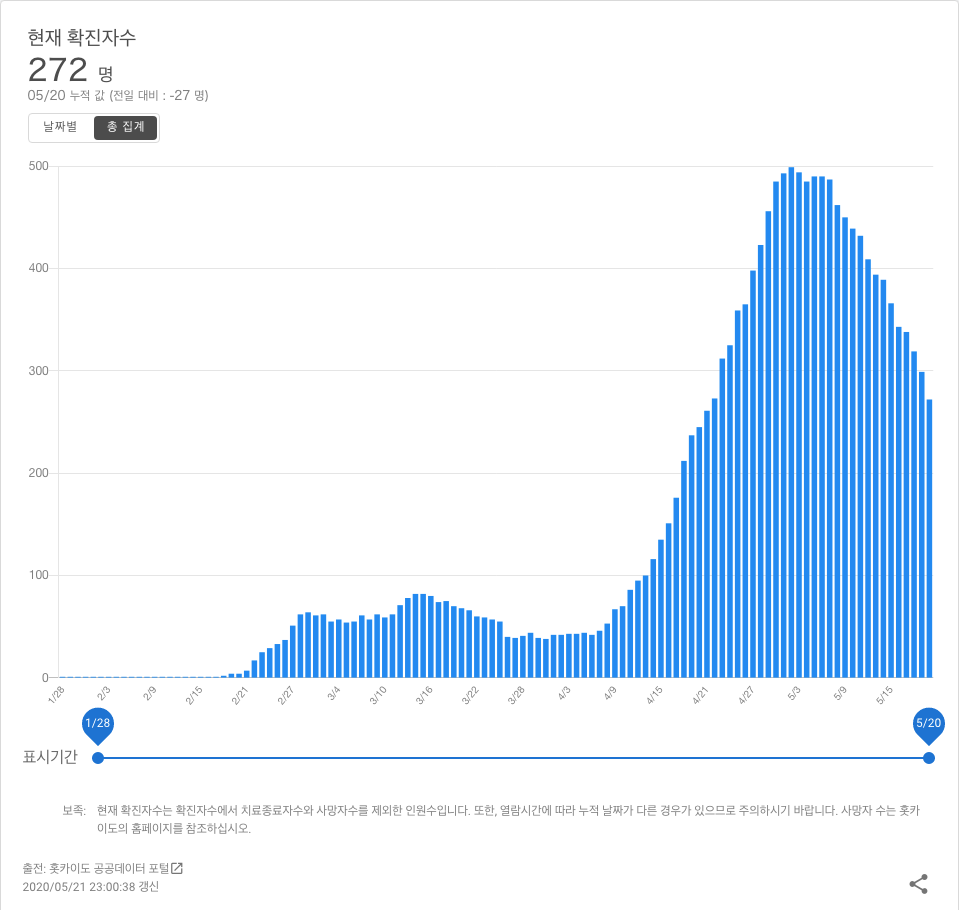 현재 확진자수
272 명
05/20 누적 값 (전일 대비 : -27 명)
날짜별 총 집계
500
400
300
200
100
0
1/28 2/3 2/9 2/15 2/21 2/27 3/4 3/10 3/16 3/22 3/28 4/3 4/9 4/15 4/21 4/27 5/3 5/9 5/15
1/28 5/20
표시기간
보족: 현재 확진자수는 확진자수에서 치료종료자수와 사망자수를 제외한 인원수입니다. 또한, 열람시간에 따라 누적 날짜가 다른 경우가 있으므로 주의하시기 바랍니다. 사망자 수는 홋카
이도의 홈페이지를 참조하십시오.
출전: 홋카이도 공공데이터 포털
2020/05/21 23:00:38 갱신